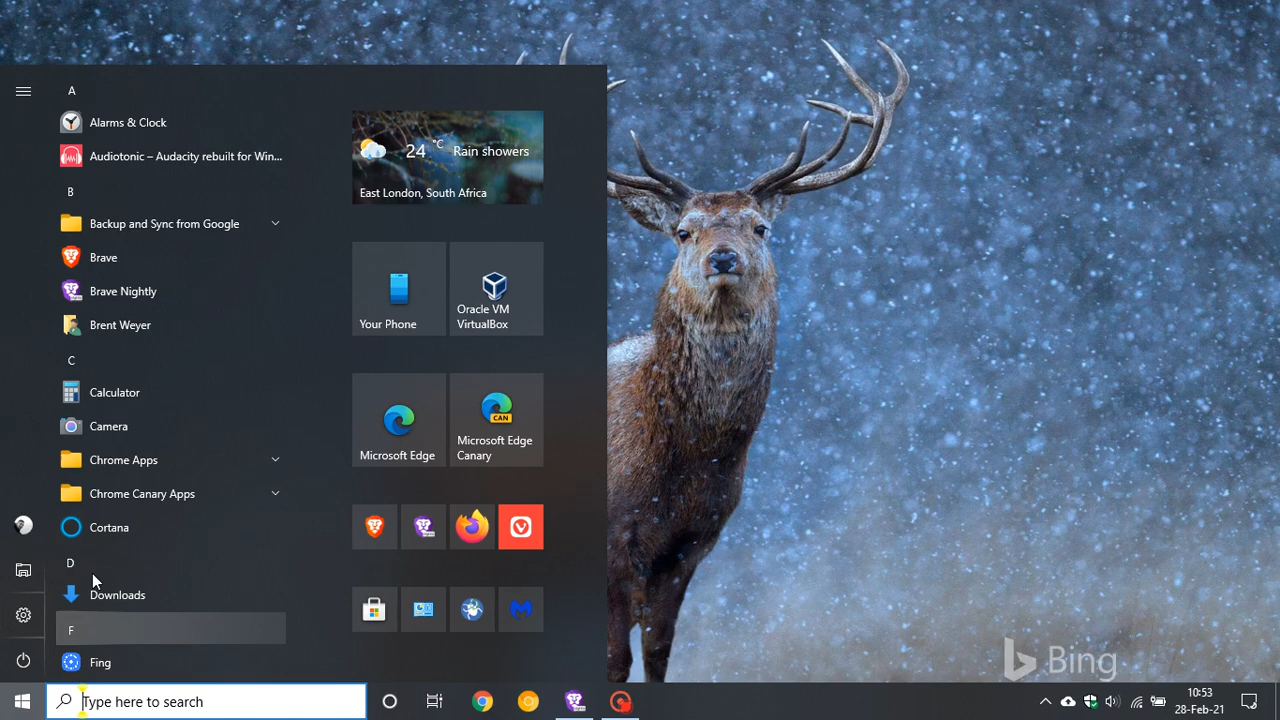 A
Alarms & Clock
Audiotonic – Audacity rebuilt for Win...
B
Backup and Sync from Google
Brave
Brave Nightly
Brent Weyer
C
Calculator
Camera
Chrome Apps
Chrome Canary Apps
Cortana
D
Downloads
F
Fing
24 °C Rain showers
East London, South Africa
Your Phone
Oracle VM
VirtualBox
Microsoft Edge
CAN
Microsoft Edge
Canary
Bing
Type here to search
10:53
28-Feb-21